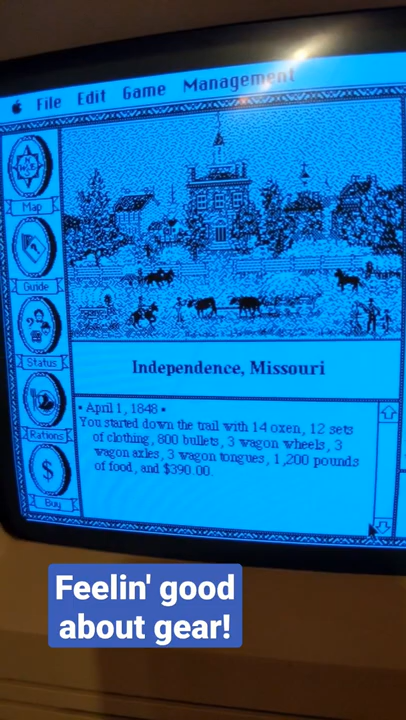 File Edit Game Management
Map
Guide
Status
Rations
Buy
$
Independence, Missouri
• April 1, 1848 •
You started down the trail with 14 oxen, 12 sets
of clothing, 800 bullets, 3 wagon wheels, 3
wagon axles, 3 wagon tongues, 1,200 pounds
of food, and $390.00.
Feelin' good
about gear!